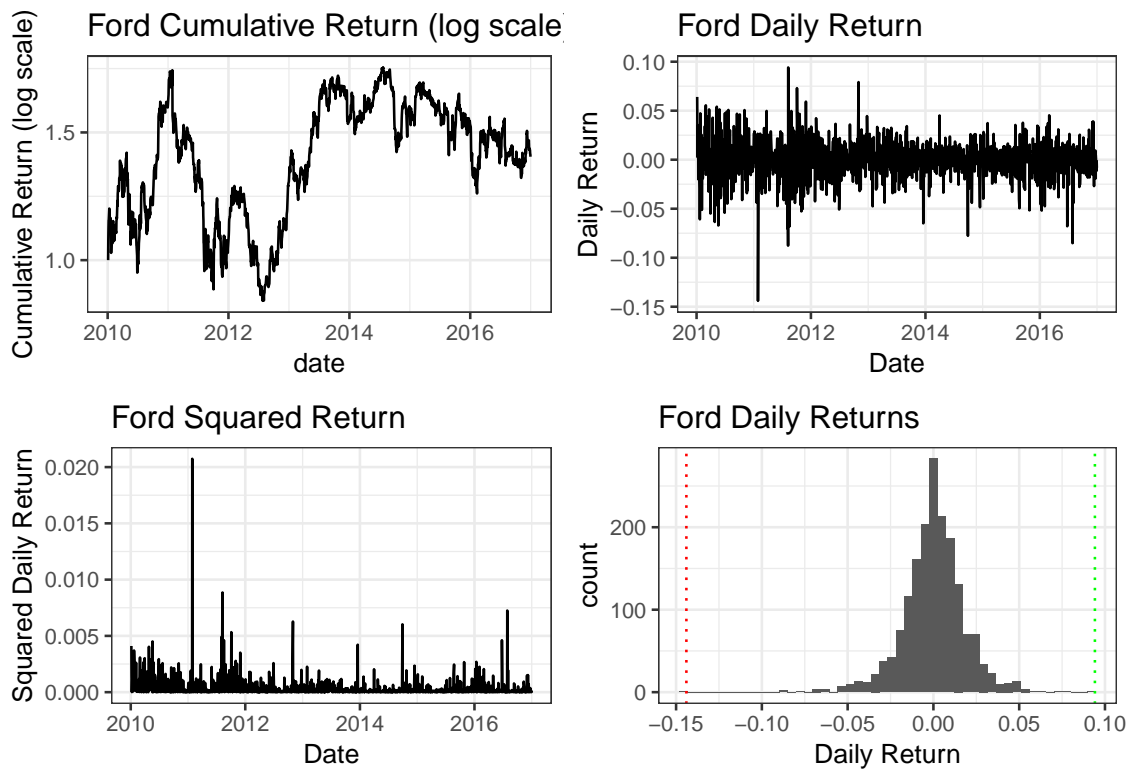 Ford Cumulative Return (log scale)
Cumulative Return (log scale)
1.5
1.0
2010
2012
2014
2016
date
Ford Daily Return
Daily Return
0.10
0.05
0.00
−0.05
−0.10
−0.15
2010
2012
2014
2016
Date
Ford Squared Return
Squared Daily Return
0.020
0.015
0.010
0.005
0.000
2010
2012
2014
2016
Date
Ford Daily Returns
count
200
100
0
−0.15
−0.10
−0.05
0.00
0.05
0.10
Daily Return